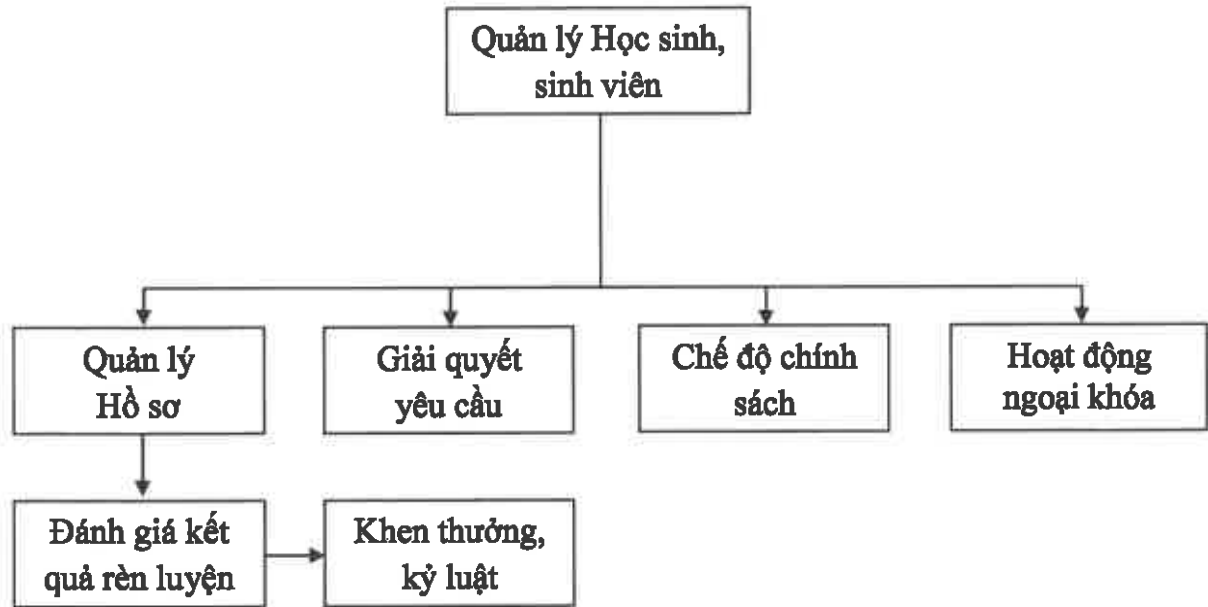 Quản lý Học sinh,
sinh viên
Quản lý
Hồ sơ
Giải quyết
yêu cầu
Chế độ chính
sách
Hoạt động
ngoại khóa
Đánh giá kết
quả rèn luyện
Khen thưởng,
kỷ luật